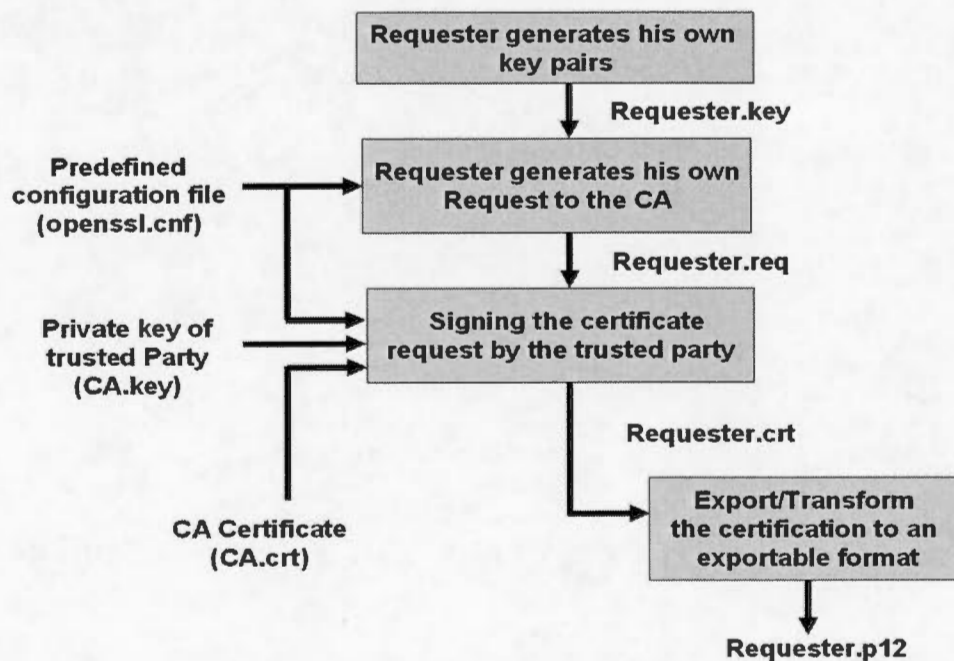 Requester generates his own
key pairs
Requester.key
Predefined
configuration file
(openssl.cnf)
Requester generates his own
Request to the CA
Requester.req
Private key of
trusted Party
(CA.key)
Signing the certificate
request by the trusted party
Requester.crt
CA Certificate
(CA.crt)
Export/Transform
the certification to an
exportable format
Requester.p12